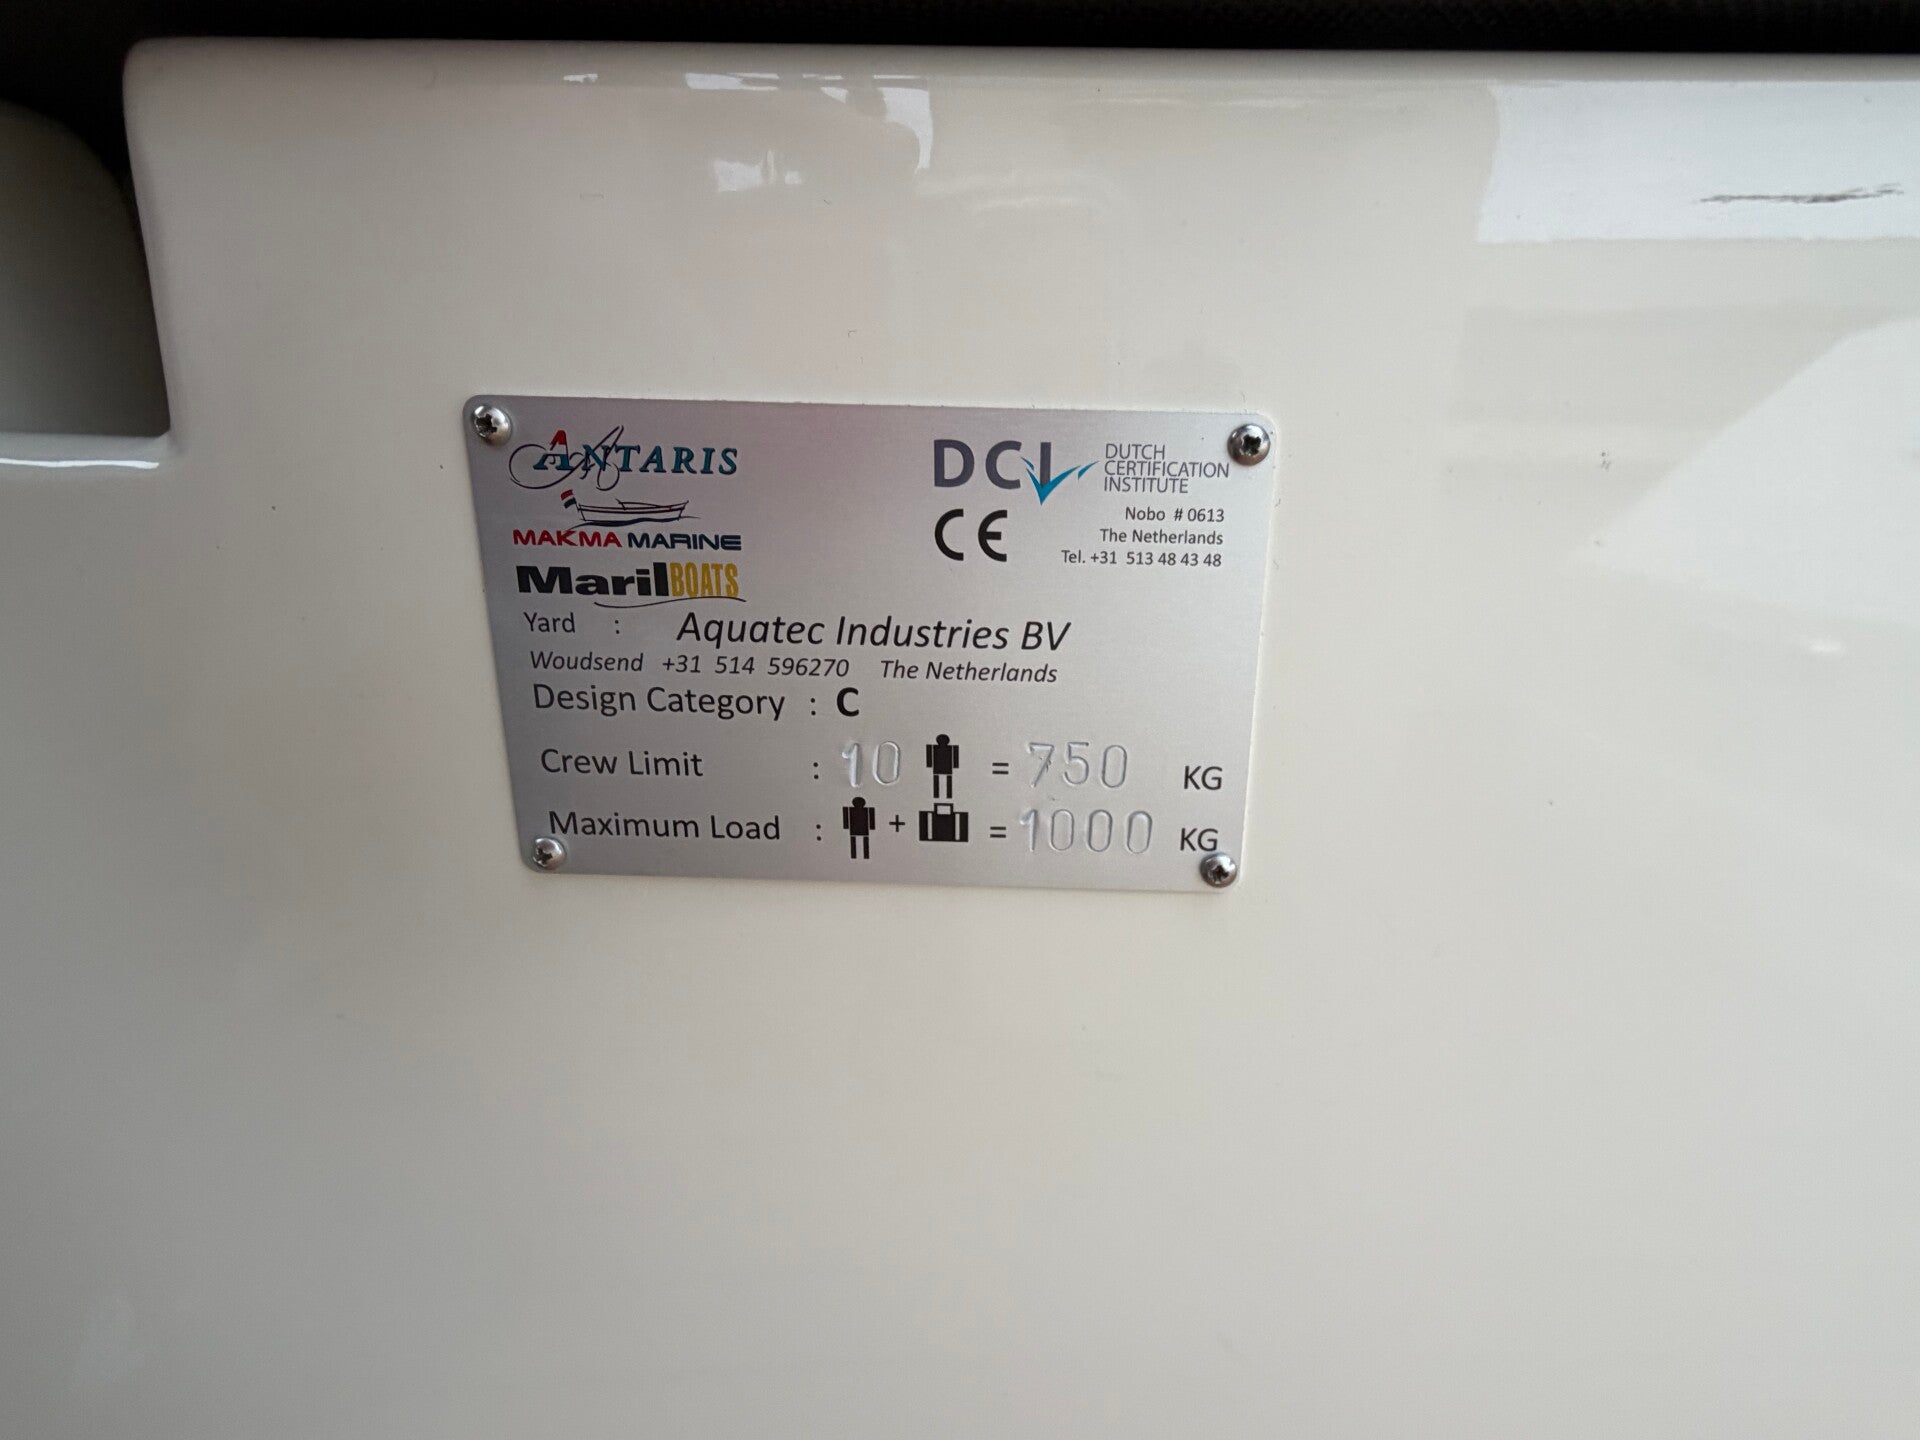 ANTARIS
MAKMA MARINE
Maril BOATS
DCI DUTCH
CERTIFICATION
INSTITUTE
CE
Nobo # 0613
The Netherlands
Tel. +31 513 48 43 48
Yard : Aquatec Industries BV
Woudsend +31 514 596270 The Netherlands
Design Category : C
Crew Limit : 10 = 750 KG
Maximum Load : + = 1000 KG